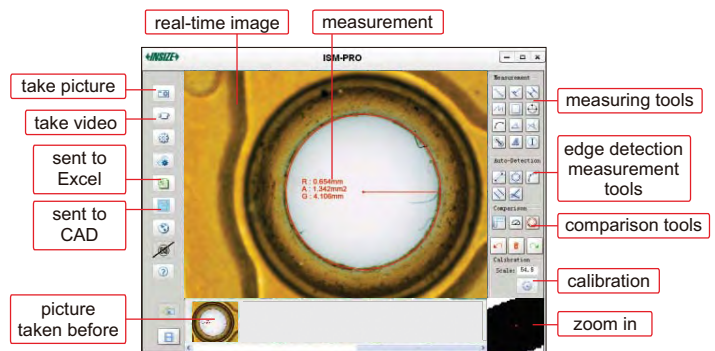 real-time image
measurement
INSIZE
ISM-PRO
take picture
take video
sent to
Excel
sent to
CAD
picture
taken before
R : 0.654mm
A : 1.342mm2
G : 4.106mm
Measurement
Auto-Detection
Comparison
Calibration
Scale: 54.8
measuring tools
edge detection
measurement
tools
comparison tools
calibration
zoom in